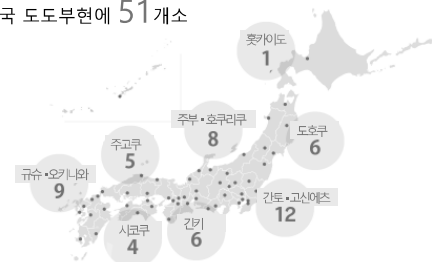 국 도도부현에 51개소
홋카이도
1
주부 ▪ 호쿠리쿠
8
도호쿠
6
주고쿠
5
규슈 ▪ 오키나와
9
간토 ▪ 고신에츠
12
시코쿠
4
긴키
6